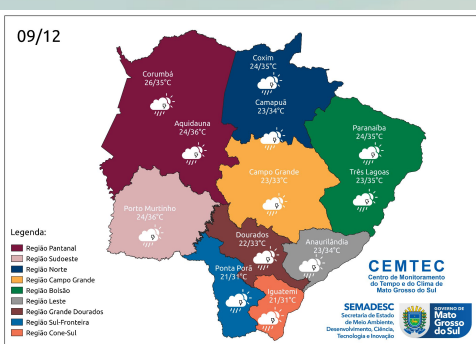 09/12
Corumbá
26/35°C
Aquidauna
24/36°C
Coxim
24/35°C
Camapuã
23/34°C
Paranaíba
24/35°C
Três Lagoas
23/35°C
Campo Grande
23/33°C
Porto Murtinho
24/36°C
Dourados
22/33°C
Anaurilândia
23/34°C
Ponta Porã
21/31°C
Iguatemi
21/31°C
Legenda:
Região Pantanal
Região Sudoeste
Região Norte
Região Campo Grande
Região Bolsão
Região Leste
Região Grande Dourados
Região Sul-Fronteira
Região Cone-Sul
CEMTEC
Centro de Monitoramento
do Tempo e do Clima de
Mato Grosso do Sul
SEMADESC
Secretaria de Estado
de Meio Ambiente,
Desenvolvimento, Ciência,
Tecnologia e Inovação
GOVERNO DE
Mato
Grosso
do Sul